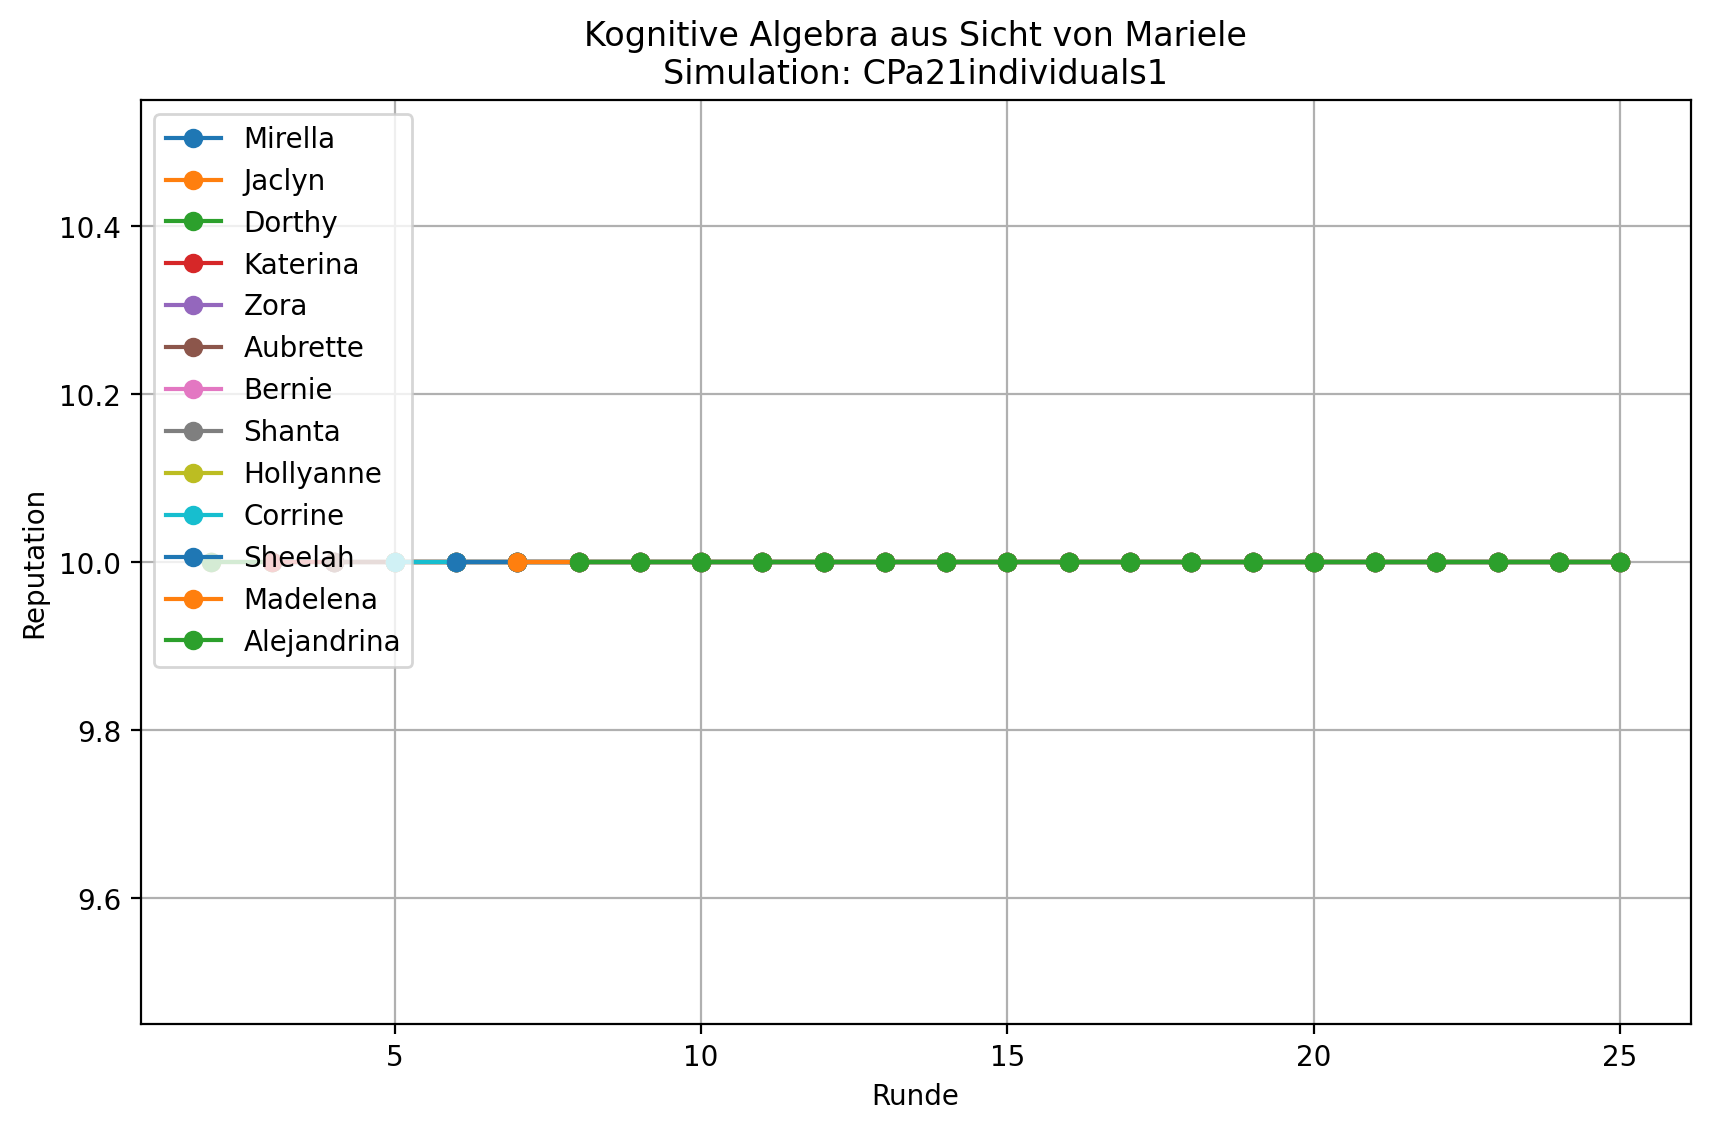 Kognitive Algebra aus Sicht von Mariele
Simulation: CPa21individuals1
Mirella
Jaclyn
Dorthy
Katerina
Zora
Aubrette
Bernie
Shanta
Hollyanne
Corrine
Sheelah
Madelena
Alejandrina
Reputation
10.4
10.2
10.0
9.8
9.6
5
10
15
20
25
Runde